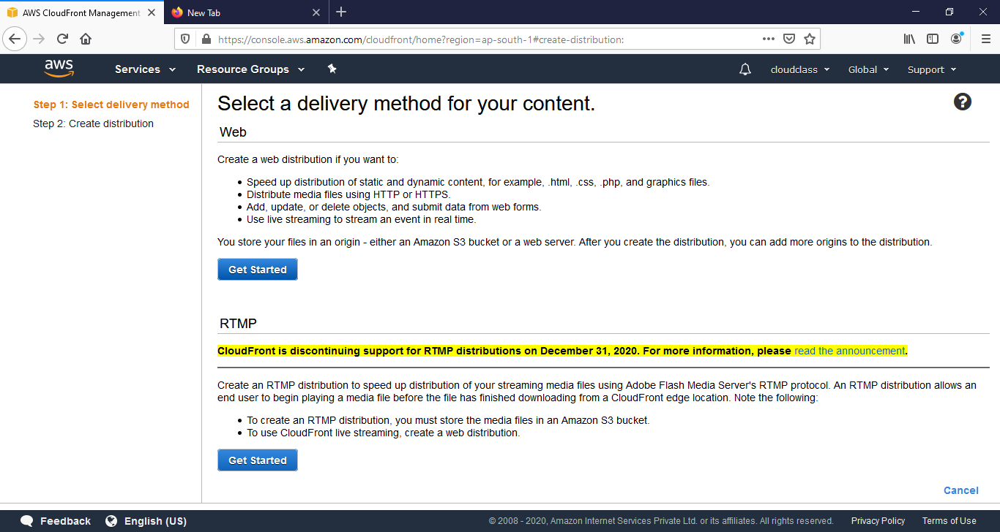 AWS CloudFront Management
New Tab
https://console.aws.amazon.com/cloudfront/home?region=ap-south-1#create-distribution:
aws
Services
Resource Groups
cloudclass
Global
Support
Step 1: Select delivery method
Step 2: Create distribution
Select a delivery method for your content.
?
Web
Create a web distribution if you want to:
• Speed up distribution of static and dynamic content, for example, .html, .css, .php, and graphics files.
• Distribute media files using HTTP or HTTPS.
• Add, update, or delete objects, and submit data from web forms.
• Use live streaming to stream an event in real time.
You store your files in an origin - either an Amazon S3 bucket or a web server. After you create the distribution, you can add more origins to the distribution.
Get Started
RTMP
CloudFront is discontinuing support for RTMP distributions on December 31, 2020. For more information, please read the announcement.
Create an RTMP distribution to speed up distribution of your streaming media files using Adobe Flash Media Server's RTMP protocol. An RTMP distribution allows an
end user to begin playing a media file before the file has finished downloading from a CloudFront edge location. Note the following:
• To create an RTMP distribution, you must store the media files in an Amazon S3 bucket.
• To use CloudFront live streaming, create a web distribution.
Get Started
Cancel
Feedback
English (US)
© 2008 - 2020, Amazon Internet Services Private Ltd. or its affiliates. All rights reserved.
Privacy Policy
Terms of Use